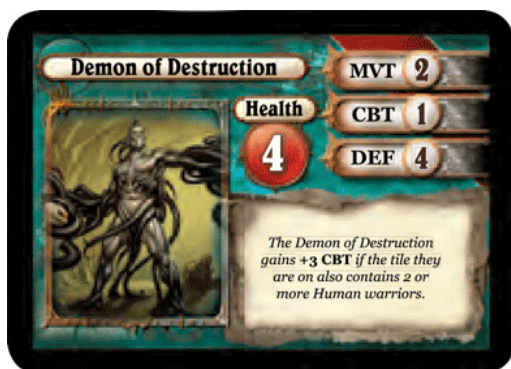 Demon of Destruction
MVT 2
Health
4
CBT 1
DEF 4
The Demon of Destruction
gains +3 CBT if the tile they
are on also contains 2 or
more Human warriors.